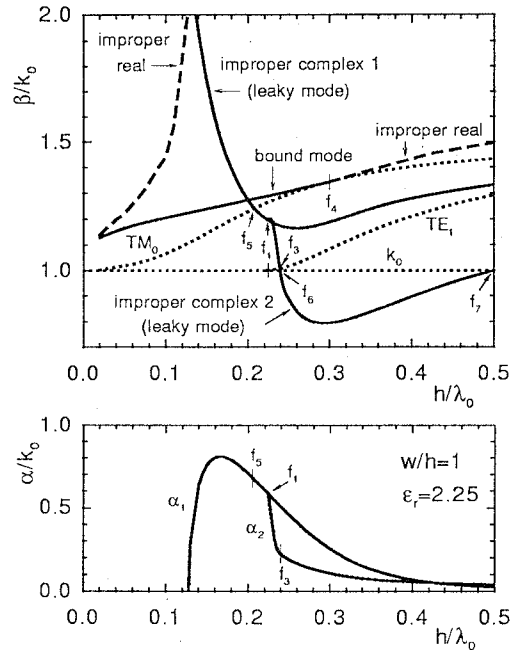 2.0
improper
real
improper complex 1
(leaky mode)
β/k₀
1.5
improper real
bound mode
f₄
TM₀
f₅
f₁
f₃
TE₁
k₀
1.0
f₆
improper complex 2
(leaky mode)
f₇
0.0 0.1 0.2 0.3 0.4 0.5
h/λ₀
1.0
α/k₀
f₅
f₁
w/h=1
0.5
α₁
α₂
εᵣ=2.25
f₃
0.0
0.0 0.1 0.2 0.3 0.4 0.5
h/λ₀